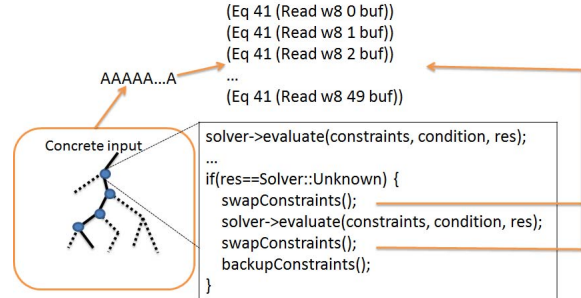 (Eq 41 (Read w8 0 buf))
(Eq 41 (Read w8 1 buf))
(Eq 41 (Read w8 2 buf))
...
(Eq 41 (Read w8 49 buf))
AAAAA...A
Concrete input
solver->evaluate(constraints, condition, res);
...
if(res==Solver::Unknown) {
swapConstraints();
solver->evaluate(constraints, condition, res);
swapConstraints();
backupConstraints();
}